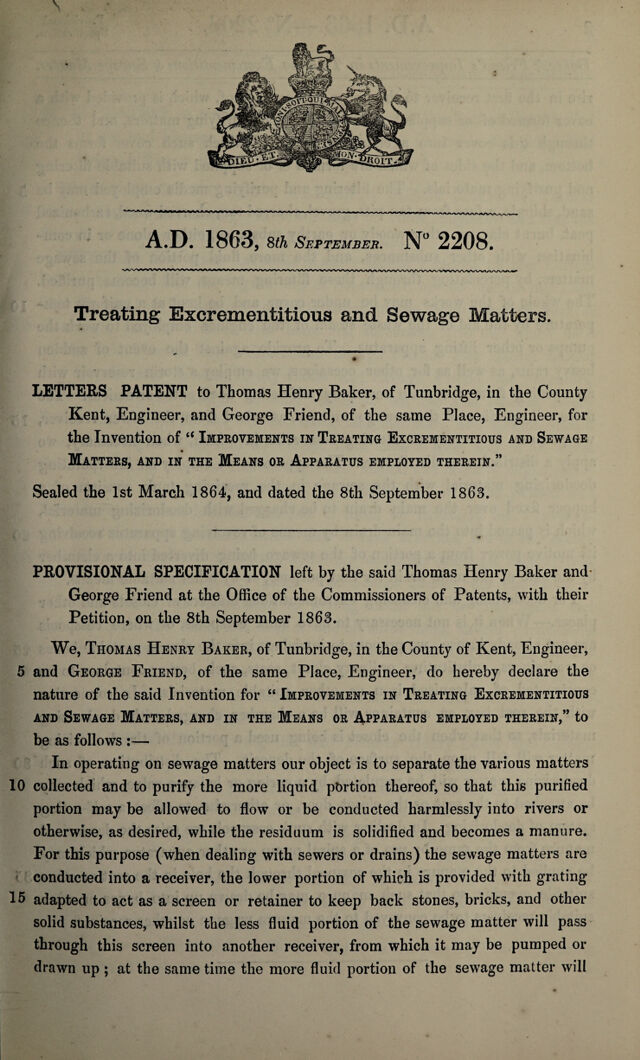 HONI SOIT QUI MAL
DIEU · ET MON · DROIT
A.D. 1863, 8th SEPTEMBER. Nº 2208.
Treating Excrementitious and Sewage Matters.
LETTERS PATENT to Thomas Henry Baker, of Tunbridge, in the County
Kent, Engineer, and George Friend, of the same Place, Engineer, for
the Invention of “ IMPROVEMENTS IN TREATING EXCREMENTITIOUS AND SEWAGE
MATTERS, AND IN THE MEANS OR APPARATUS EMPLOYED THEREIN.”
Sealed the 1st March 1864, and dated the 8th September 1863.
PROVISIONAL SPECIFICATION left by the said Thomas Henry Baker and
George Friend at the Office of the Commissioners of Patents, with their
Petition, on the 8th September 1863.
We, THOMAS HENRY BAKER, of Tunbridge, in the County of Kent, Engineer,
5 and GEORGE FRIEND, of the same Place, Engineer, do hereby declare the
nature of the said Invention for “ IMPROVEMENTS IN TREATING EXCREMENTITIOUS
AND SEWAGE MATTERS, AND IN THE MEANS OR APPARATUS EMPLOYED THEREIN,” to
be as follows :—
In operating on sewage matters our object is to separate the various matters
10 collected and to purify the more liquid portion thereof, so that this purified
portion may be allowed to flow or be conducted harmlessly into rivers or
otherwise, as desired, while the residuum is solidified and becomes a manure.
For this purpose (when dealing with sewers or drains) the sewage matters are
conducted into a receiver, the lower portion of which is provided with grating
15 adapted to act as a screen or retainer to keep back stones, bricks, and other
solid substances, whilst the less fluid portion of the sewage matter will pass
through this screen into another receiver, from which it may be pumped or
drawn up ; at the same time the more fluid portion of the sewage matter will